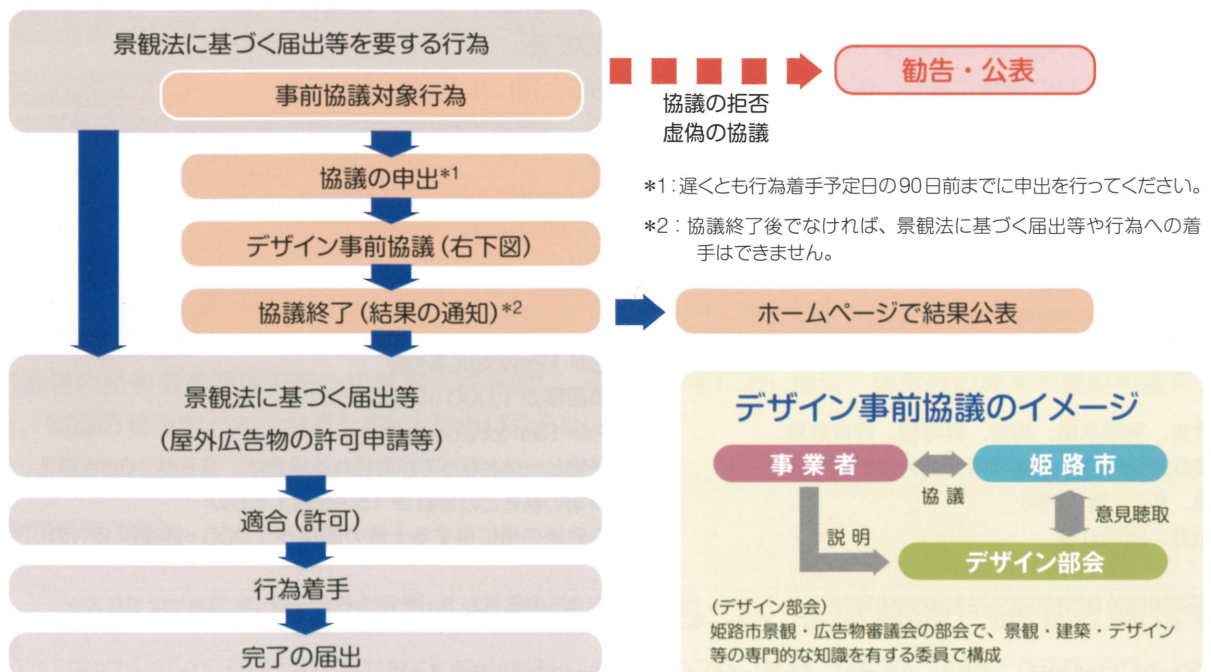 景観法に基づく届出等を要する行為
事前協議対象行為
勧告・公表
協議の拒否
虚偽の協議
協議の申出*1
*1：遅くとも行為着手予定日の90日前までに申出を行ってください。
*2：協議終了後でなければ、景観法に基づく届出等や行為への着
手はできません。
デザイン事前協議（右下図）
協議終了（結果の通知）*2
ホームページで結果公表
景観法に基づく届出等
（屋外広告物の許可申請等）
適合（許可）
行為着手
完了の届出
デザイン事前協議のイメージ
事業者
姫路市
協議
意見聴取
説明
デザイン部会
（デザイン部会）
姫路市景観・広告物審議会の部会で、景観・建築・デザイン
等の専門的な知識を有する委員で構成